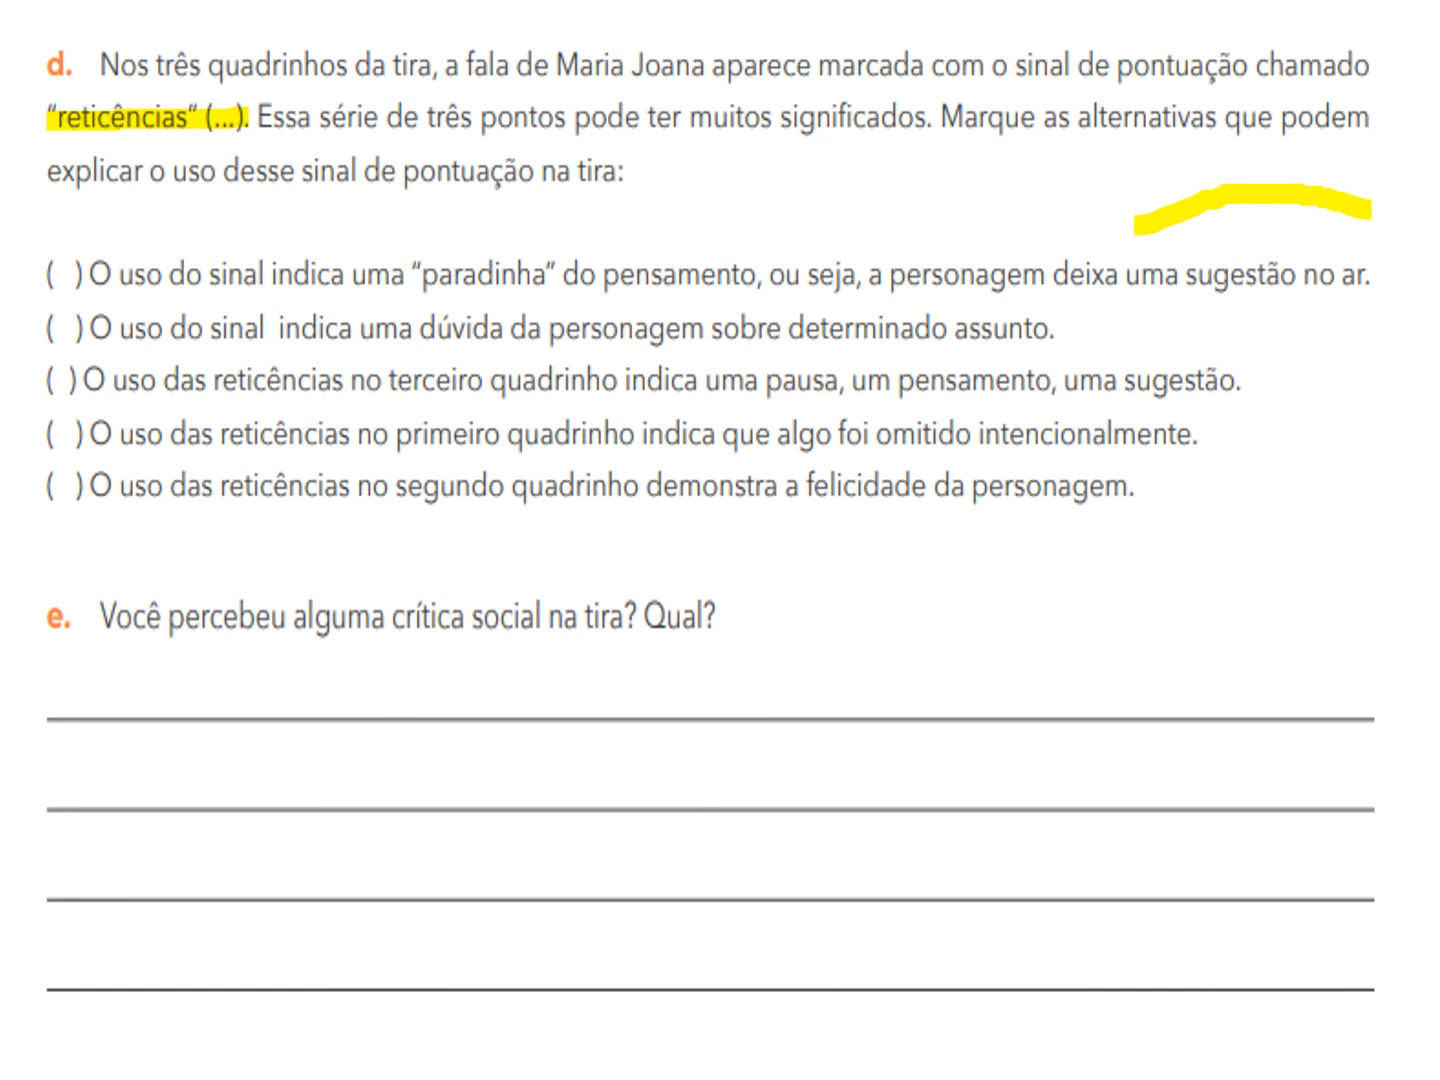 d. Nos três quadrinhos da tira, a fala de Maria Joana aparece marcada com o sinal de pontuação chamado
“reticências” (...). Essa série de três pontos pode ter muitos significados. Marque as alternativas que podem
explicar o uso desse sinal de pontuação na tira:
( ) O uso do sinal indica uma “paradinha” do pensamento, ou seja, a personagem deixa uma sugestão no ar.
( ) O uso do sinal indica uma dúvida da personagem sobre determinado assunto.
( ) O uso das reticências no terceiro quadrinho indica uma pausa, um pensamento, uma sugestão.
( ) O uso das reticências no primeiro quadrinho indica que algo foi omitido intencionalmente.
( ) O uso das reticências no segundo quadrinho demonstra a felicidade da personagem.
e. Você percebeu alguma crítica social na tira? Qual?